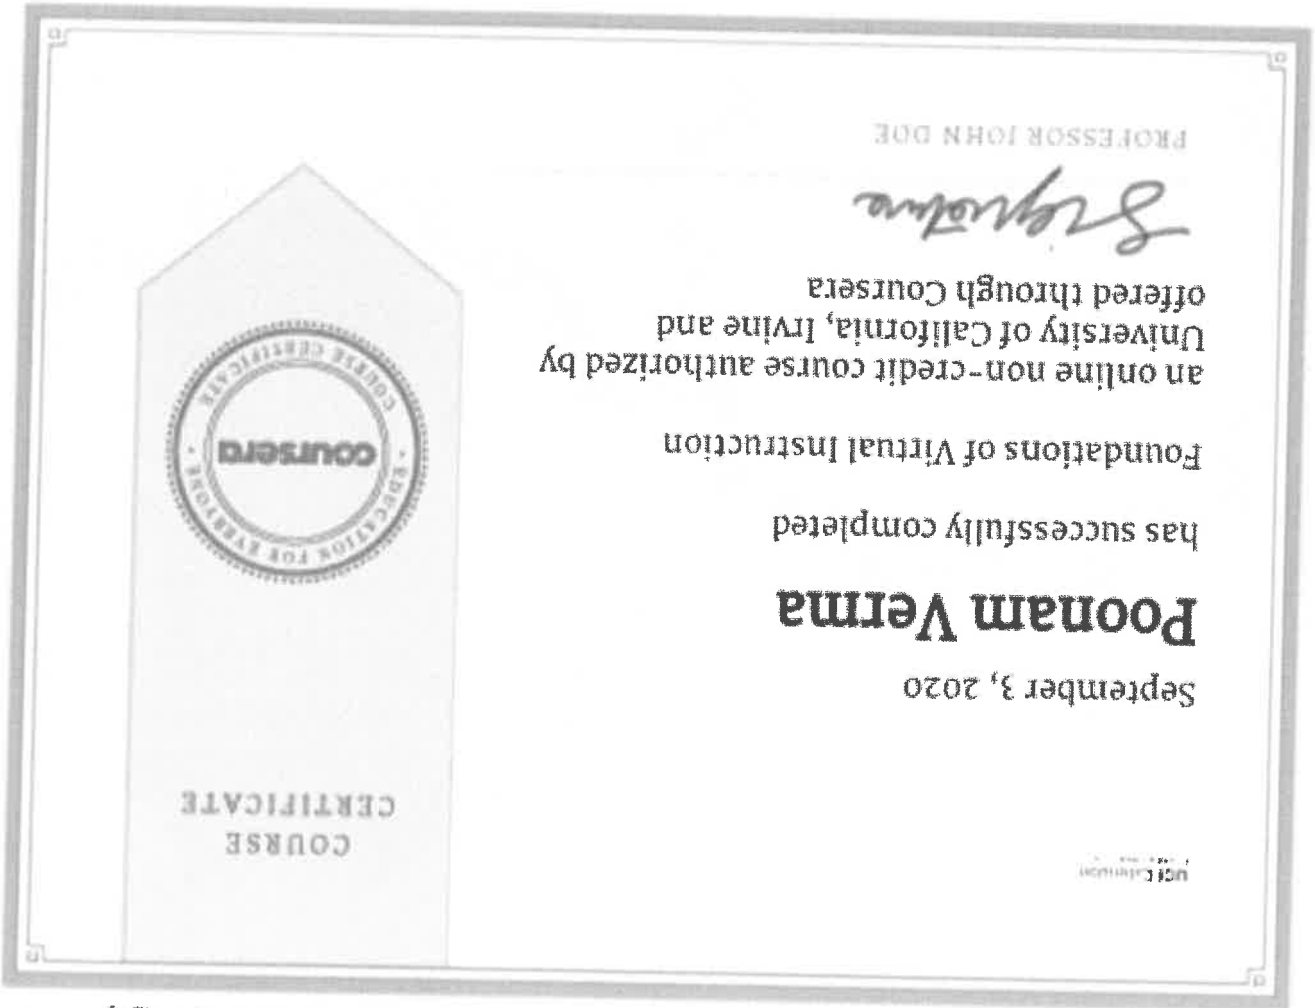 UCI Extension
COURSE
CERTIFICATE
September 3, 2020
Poonam Verma
has successfully completed
Foundations of Virtual Instruction
an online non-credit course authorized by
University of California, Irvine and
offered through Coursera
Signature
PROFESSOR JOHN DOE
EDUCATION FOR EVERYONE
coursera
COURSE CERTIFICATE